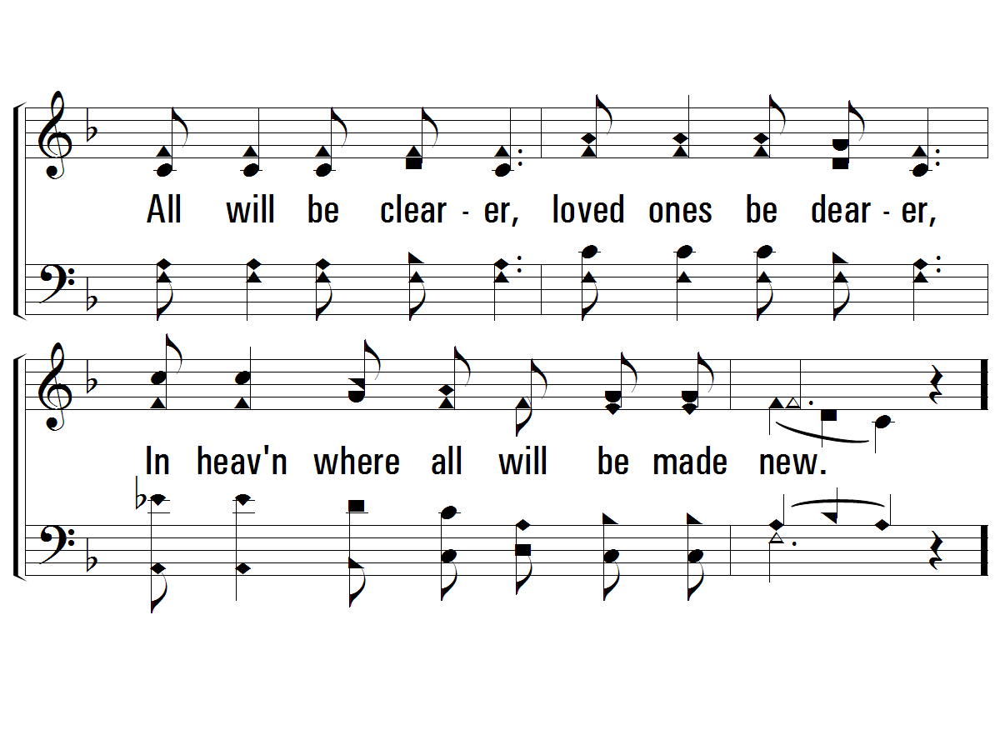 All will be clear - er, loved ones be dear - er,
In heav'n where all will be made new.